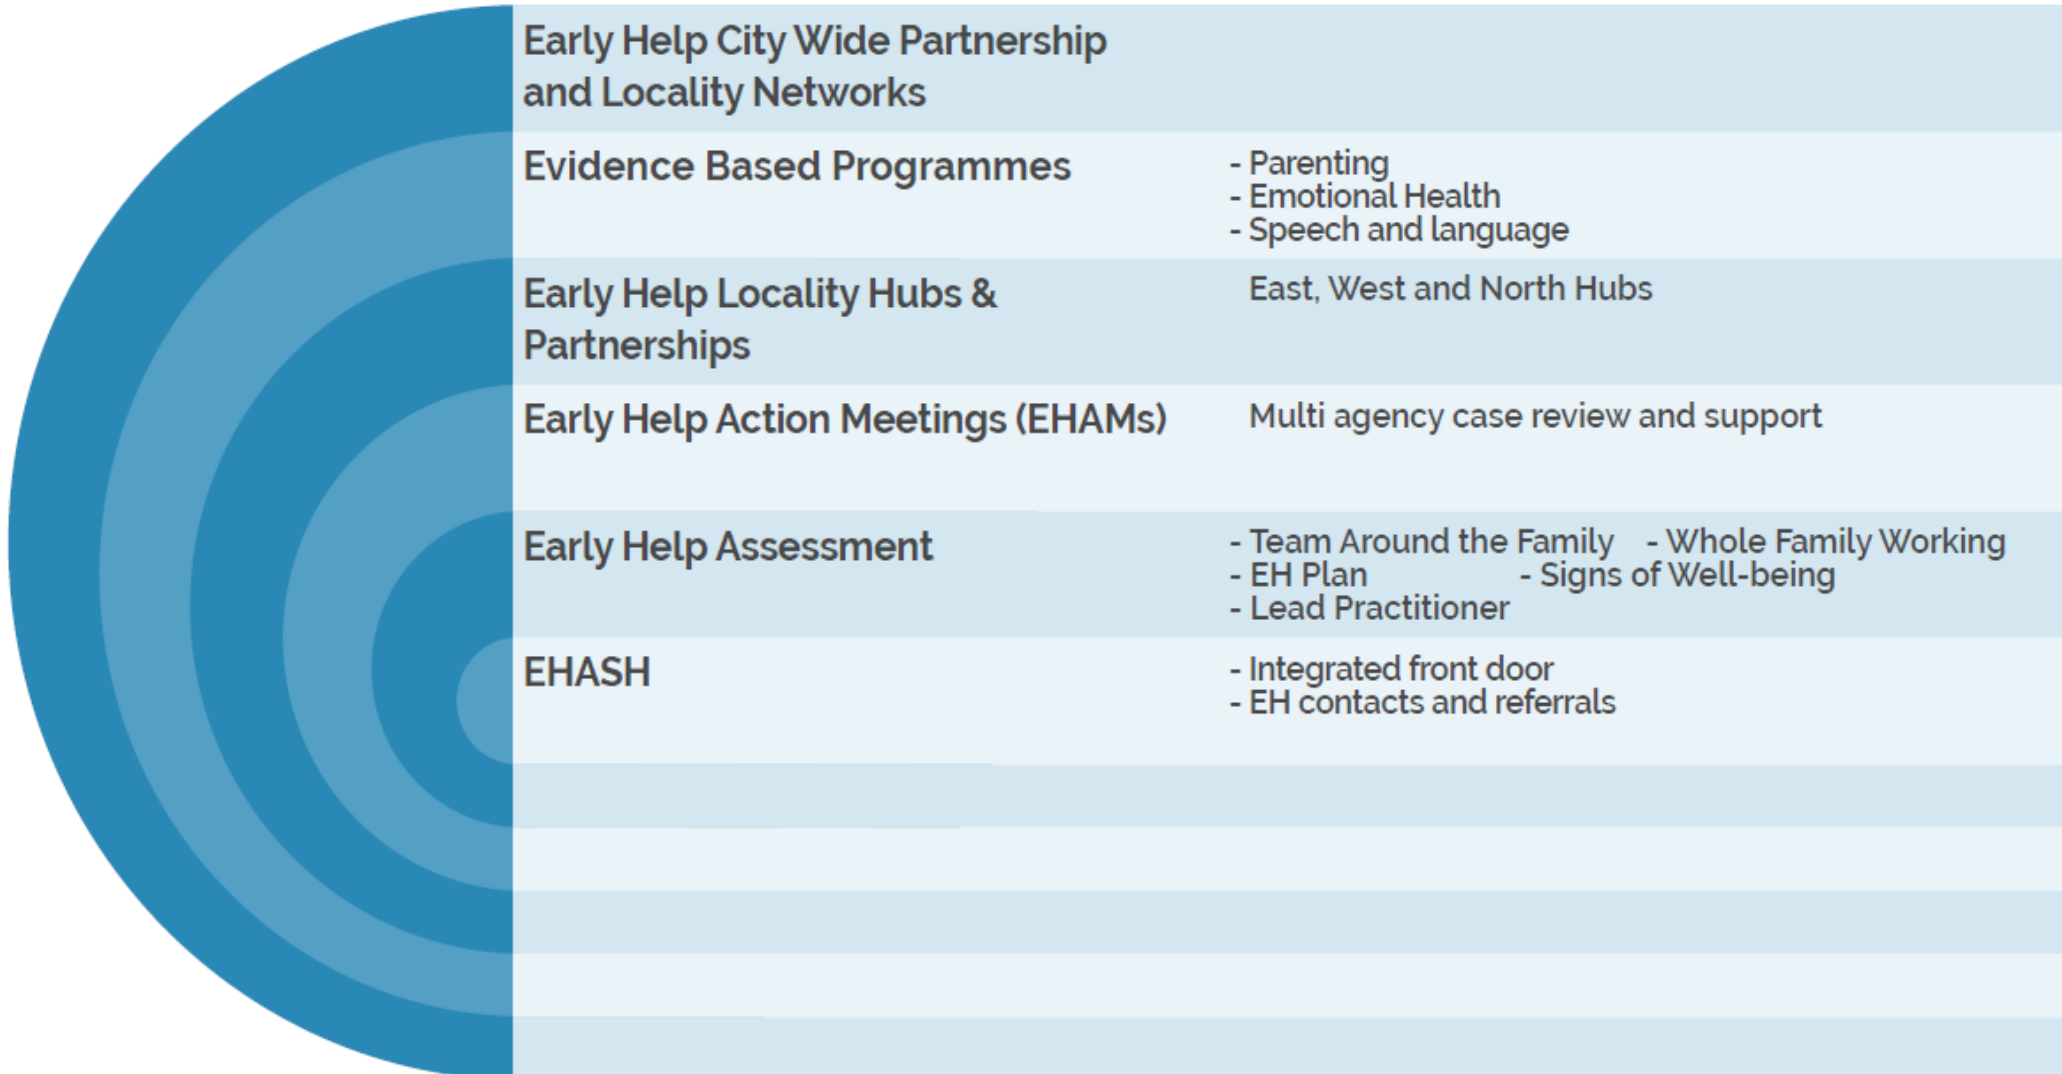 Early Help City Wide Partnership
and Locality Networks
Evidence Based Programmes
- Parenting
- Emotional Health
- Speech and language
Early Help Locality Hubs &
Partnerships
East, West and North Hubs
Early Help Action Meetings (EHAMs)
Multi agency case review and support
Early Help Assessment
- Team Around the Family - Whole Family Working
- EH Plan - Signs of Well-being
- Lead Practitioner
EHASH
- Integrated front door
- EH contacts and referrals